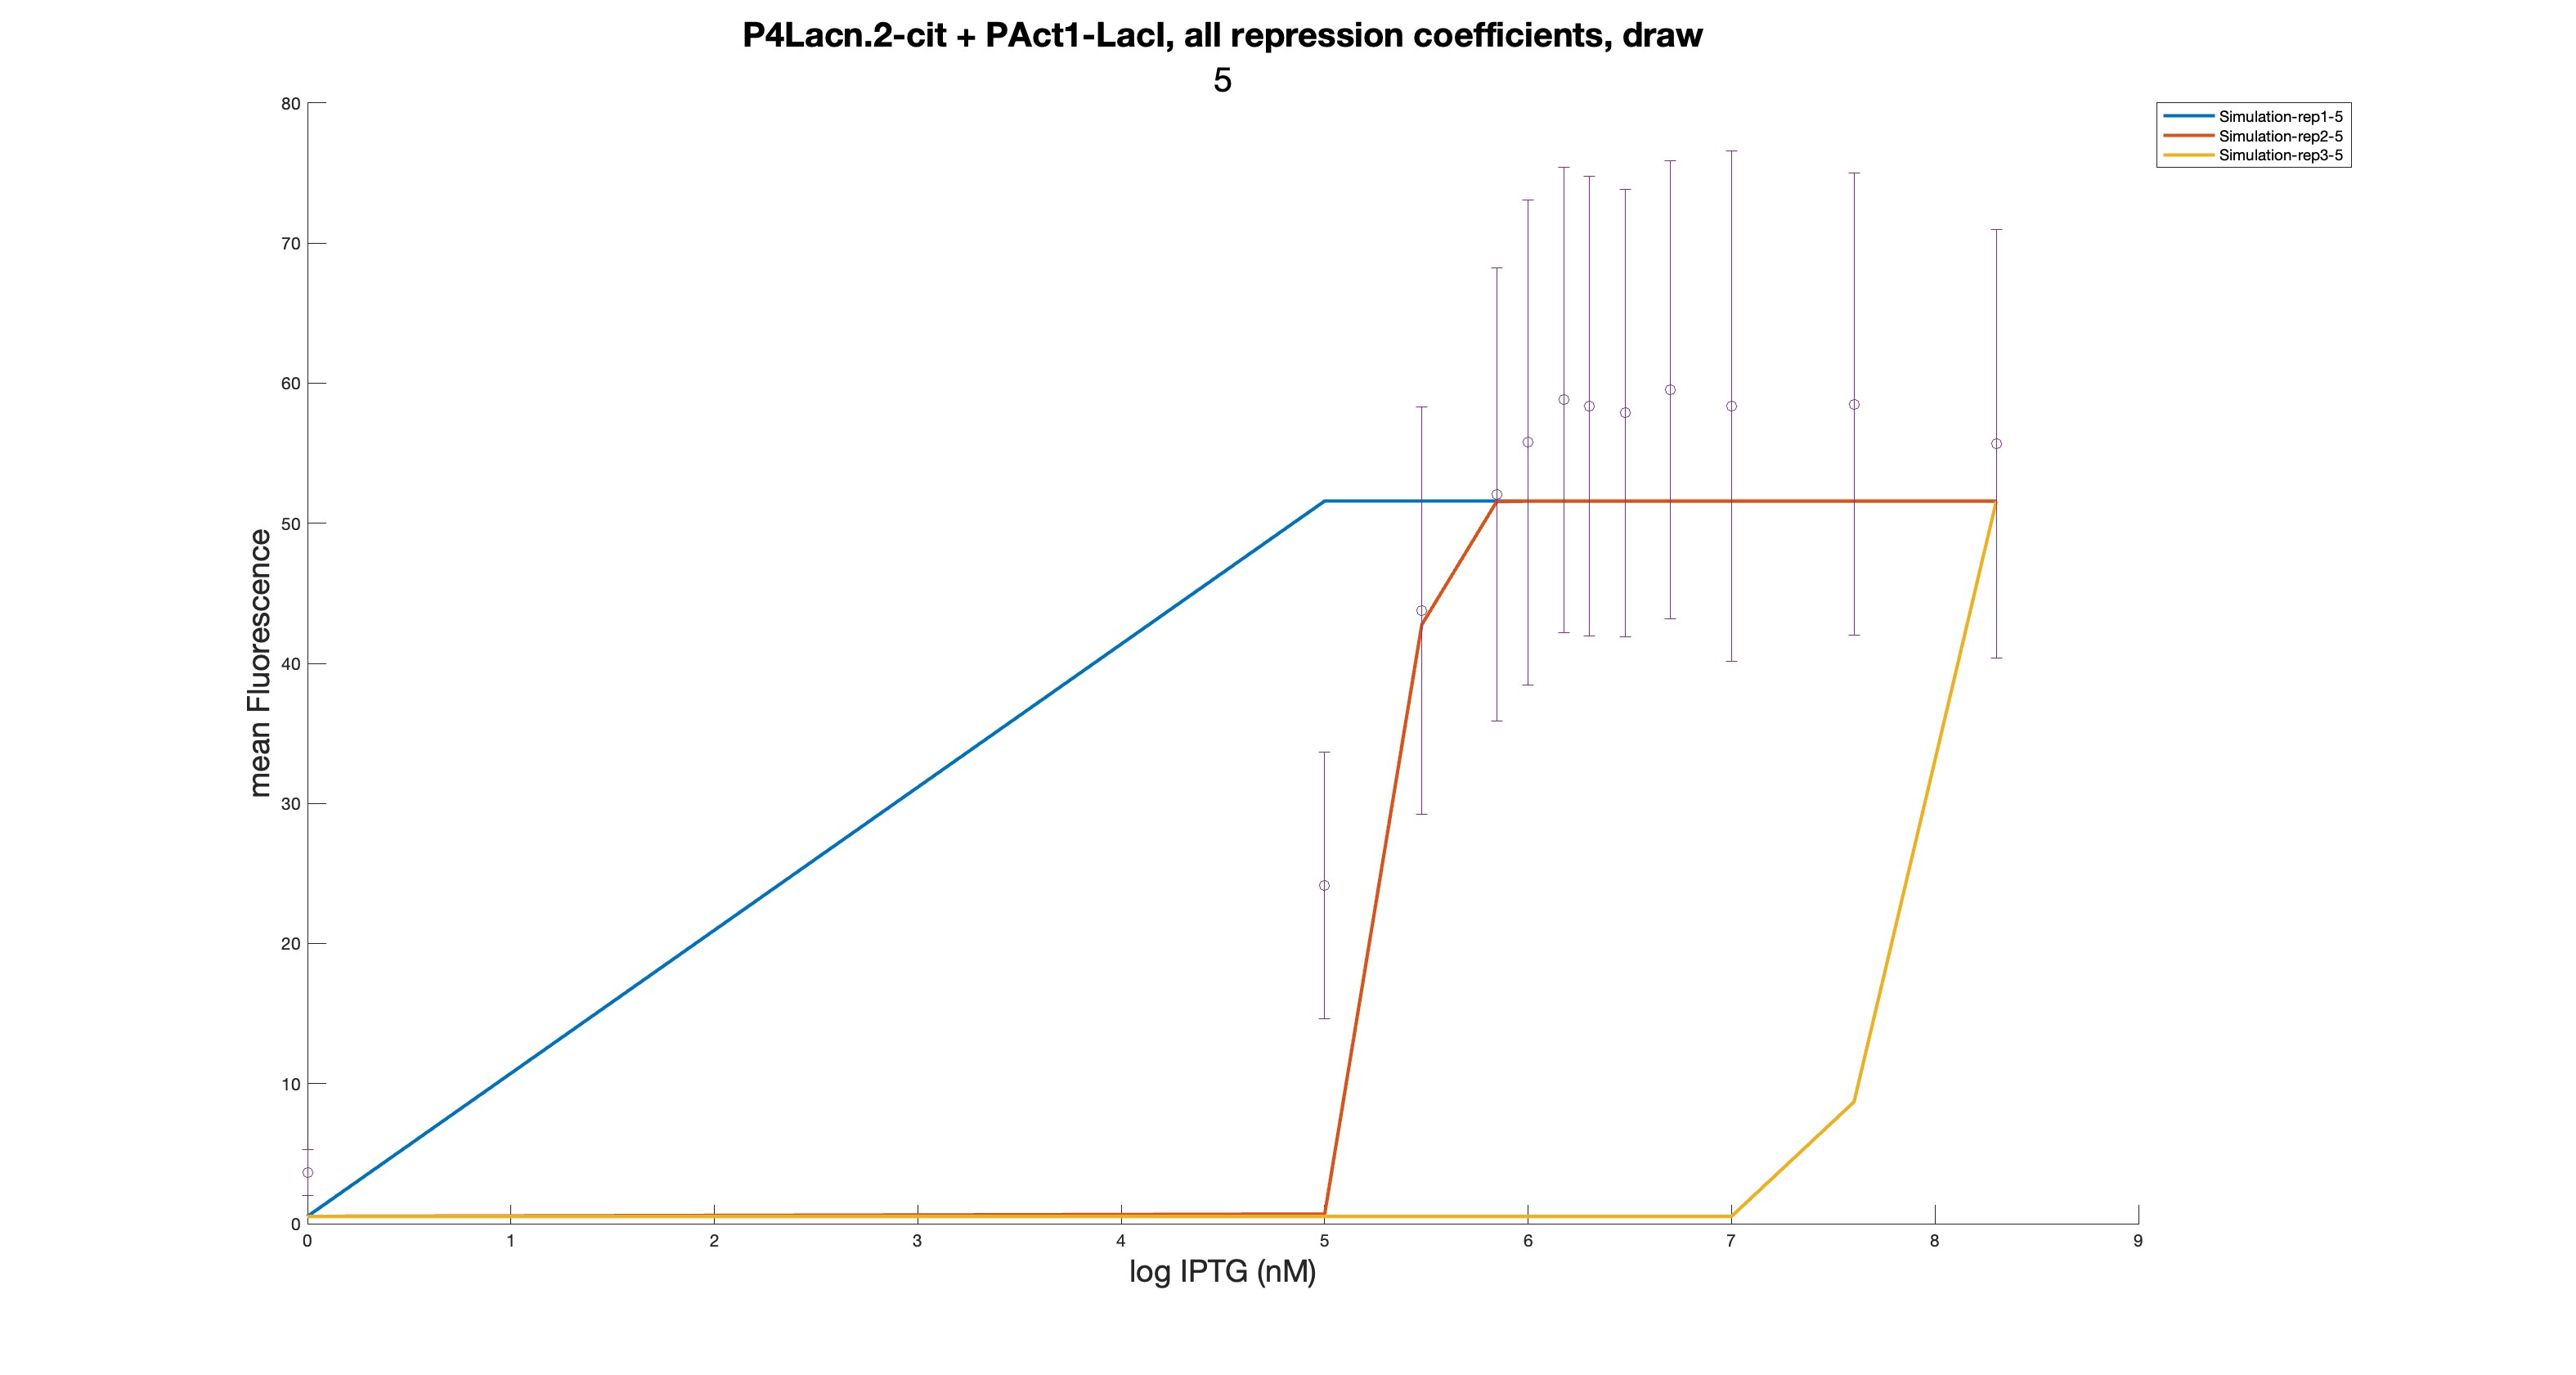 P4Lacn.2-cit + PAct1-LacI, all repression coefficients, draw
5
Simulation-rep1-5
Simulation-rep2-5
Simulation-rep3-5
mean Fluorescence
80
70
60
50
40
30
20
10
0
0 1 2 3 4 5 6 7 8 9
log IPTG (nM)